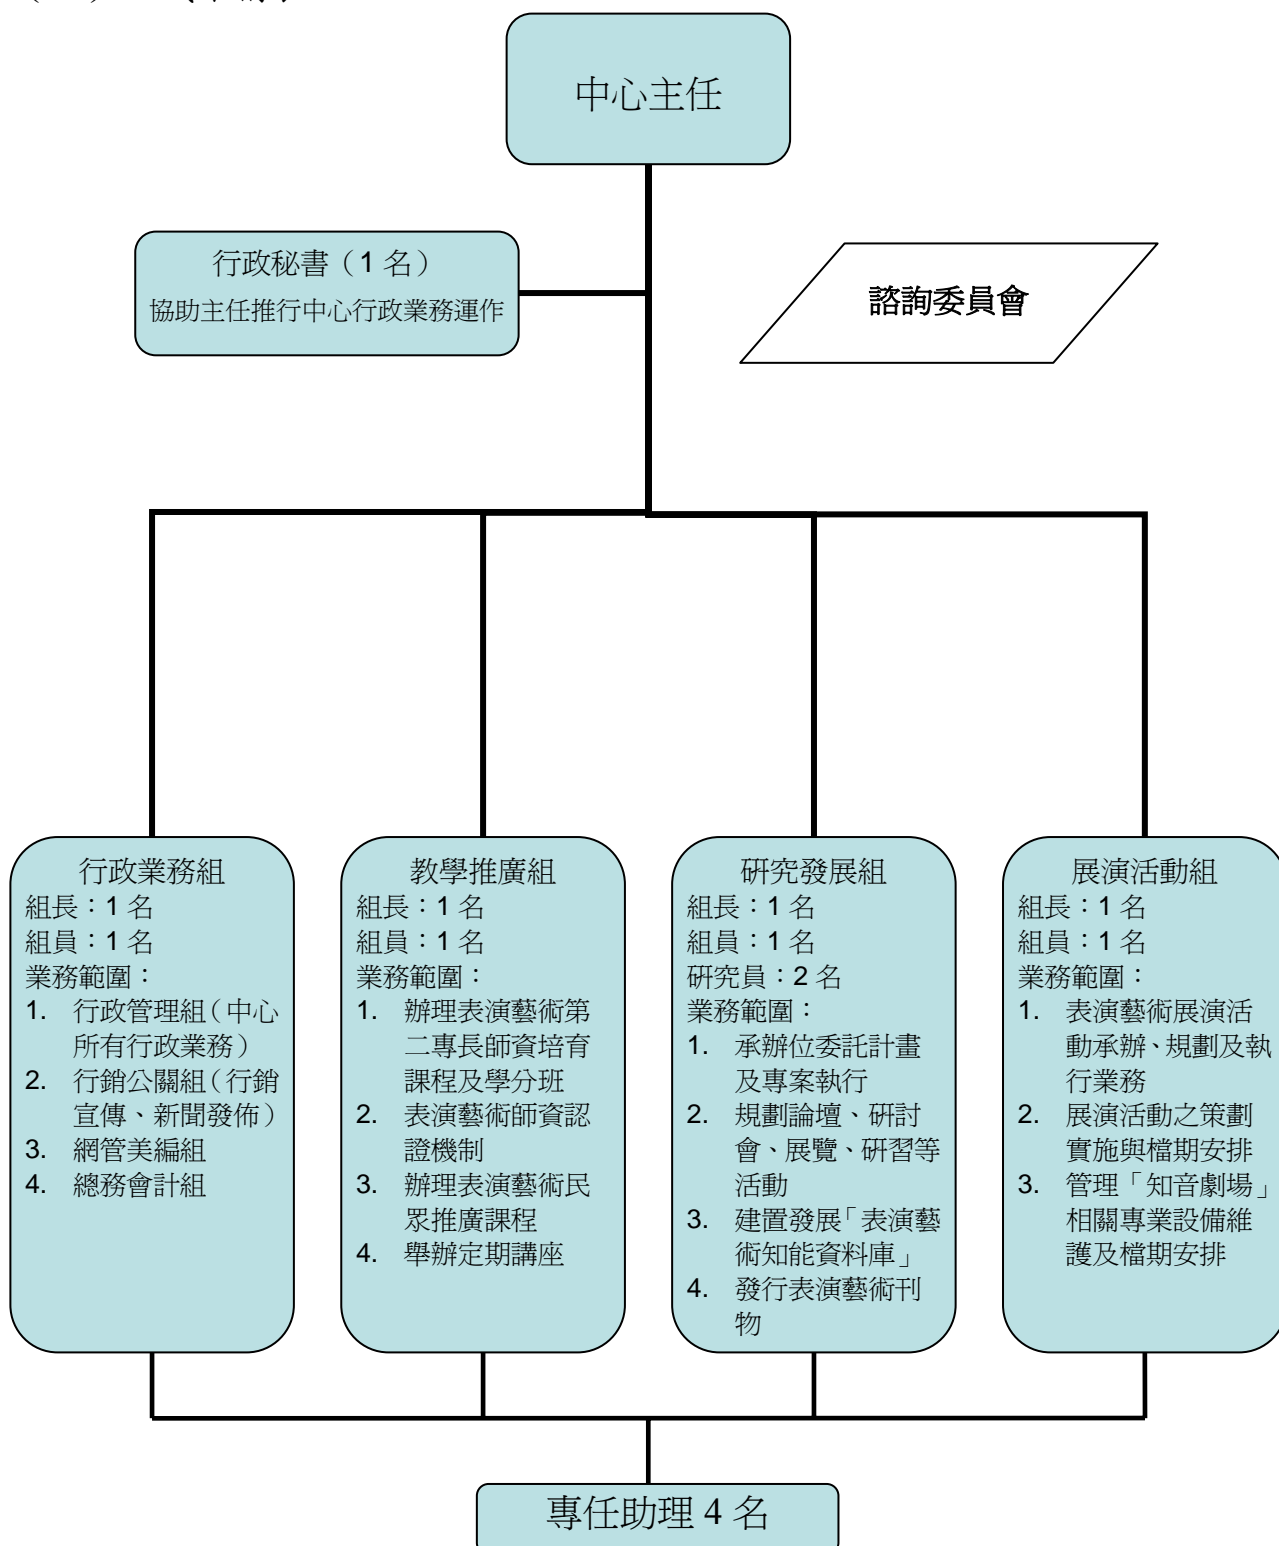 中心主任
行政秘書（1 名）
協助主任推行中心行政業務運作
諮詢委員會
行政業務組
組長：1 名
組員：1 名
業務範圍：
1. 行政管理組（中心
所有行政業務）
2. 行銷公關組（行銷
宣傳、新聞發佈）
3. 網管美編組
4. 總務會計組
教學推廣組
組長：1 名
組員：1 名
業務範圍：
1. 辦理表演藝術第
二專長師資培育
課程及學分班
2. 表演藝術師資認
證機制
3. 辦理表演藝術民
眾推廣課程
4. 舉辦定期講座
研究發展組
組長：1 名
組員：1 名
研究員：2 名
業務範圍：
1. 承辦位委託計畫
及專案執行
2. 規劃論壇、研討
會、展覽、研習等
活動
3. 建置發展「表演藝
術知能資料庫」
4. 發行表演藝術刊
物
展演活動組
組長：1 名
組員：1 名
業務範圍：
1. 表演藝術展演活
動承辦、規劃及執
行業務
2. 展演活動之策劃
實施與檔期安排
3. 管理「知音劇場」
相關專業設備維
護及檔期安排
專任助理 4 名